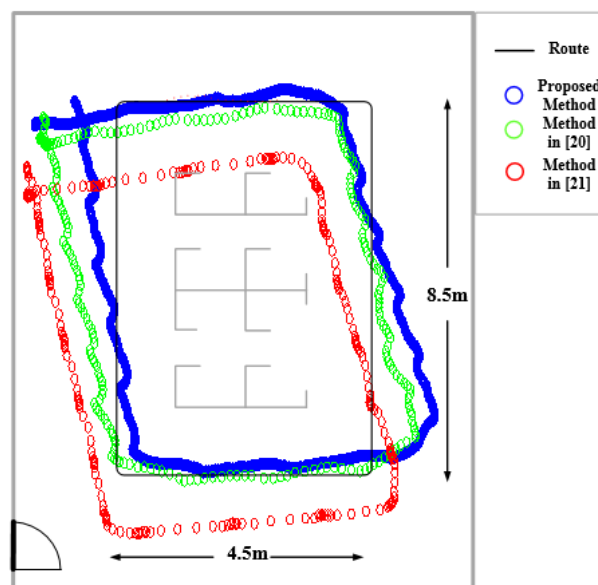 Route
Proposed
Method
Method
in [20]
Method
in [21]
8.5m
4.5m